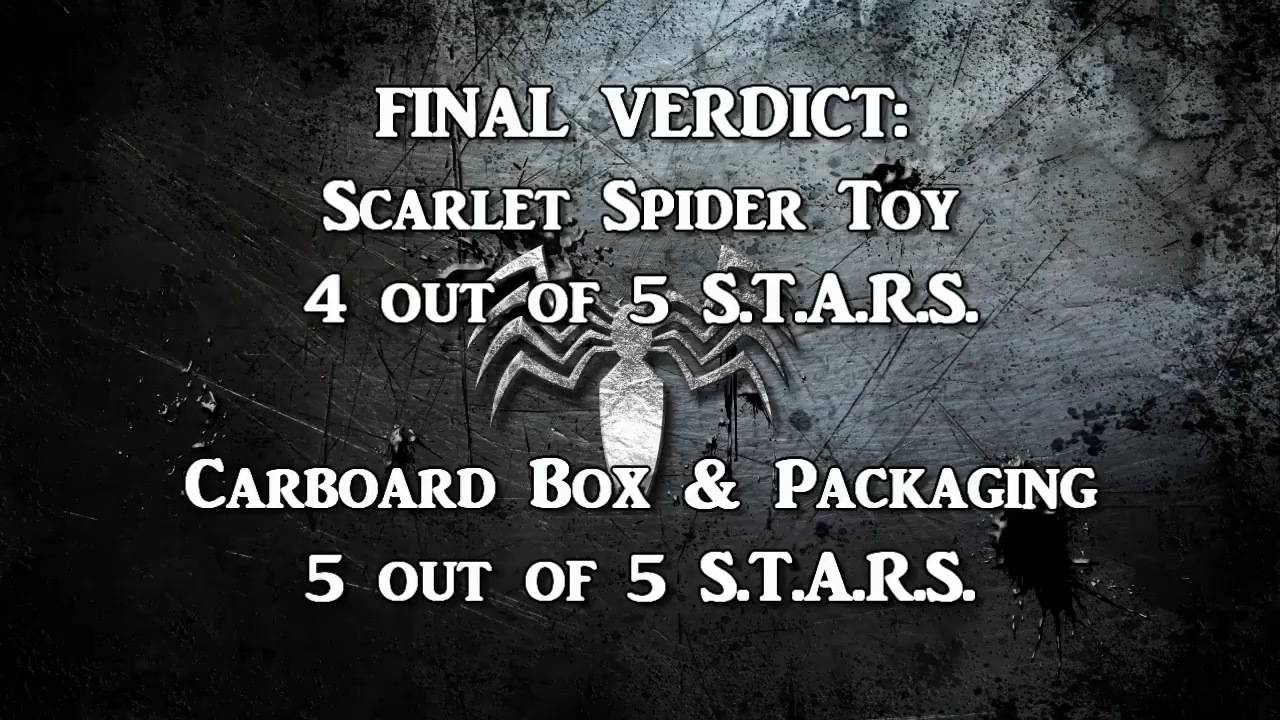 FINAL VERDICT:
SCARLET SPIDER TOY
4 OUT OF 5 S.T.A.R.S.
CARBOARD BOX & PACKAGING
5 OUT OF 5 S.T.A.R.S.